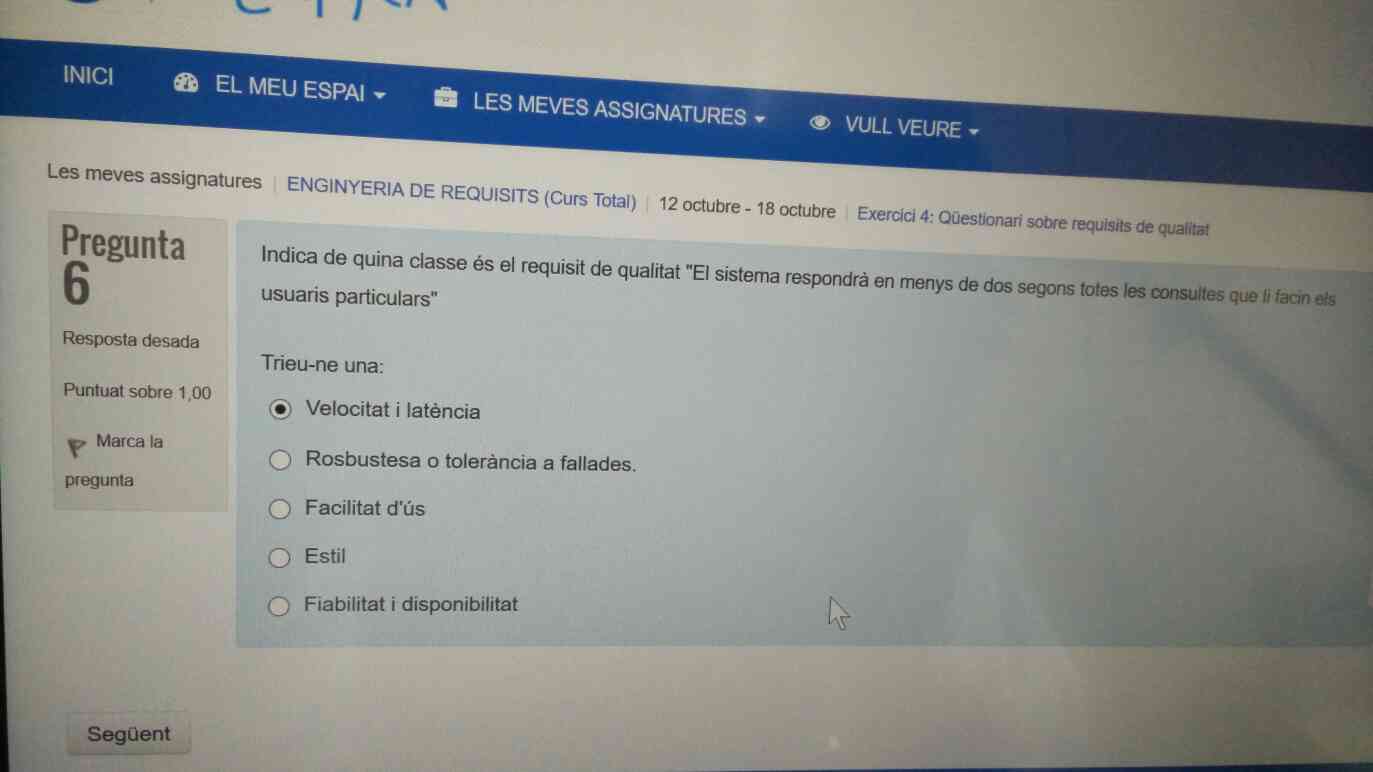 INICI EL MEU ESPAI LES MEVES ASSIGNATURES VULL VEURE
Les meves assignatures | ENGINYERIA DE REQUISITS (Curs Total) | 12 octubre - 18 octubre | Exercici 4: Qüestionari sobre requisits de qualitat
Pregunta
6
Resposta desada
Puntuat sobre 1,00
Marca la
pregunta
Indica de quina classe és el requisit de qualitat "El sistema respondrà en menys de dos segons totes les consultes que li facin els
usuaris particulars"
Trieu-ne una:
Velocitat i latència
Rosbustesa o tolerància a fallades.
Facilitat d'ús
Estil
Fiabilitat i disponibilitat
Següent